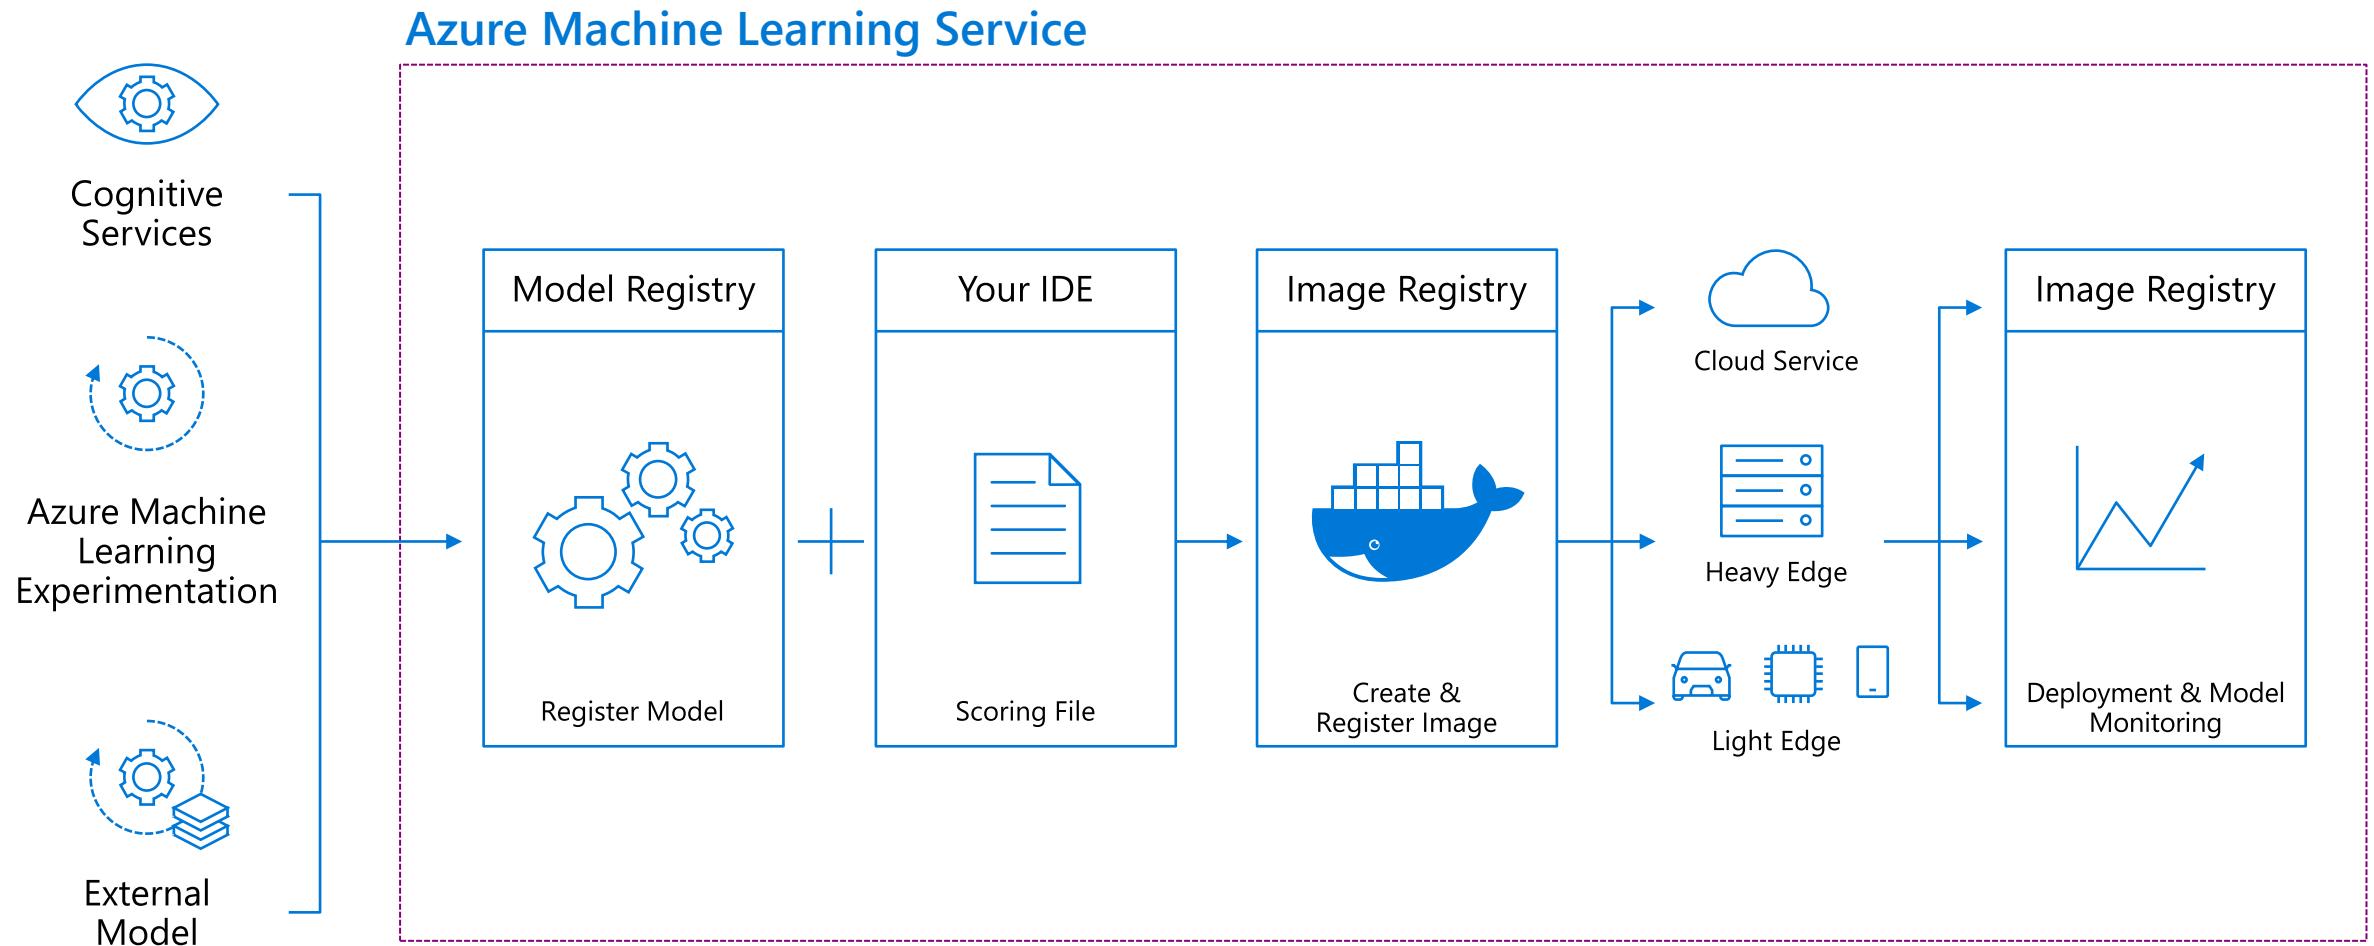 Azure Machine Learning Service
Cognitive
Services
Azure Machine
Learning
Experimentation
External
Model
Model Registry
Register Model
Your IDE
Scoring File
Image Registry
Create &
Register Image
Cloud Service
Heavy Edge
Light Edge
Image Registry
Deployment & Model
Monitoring